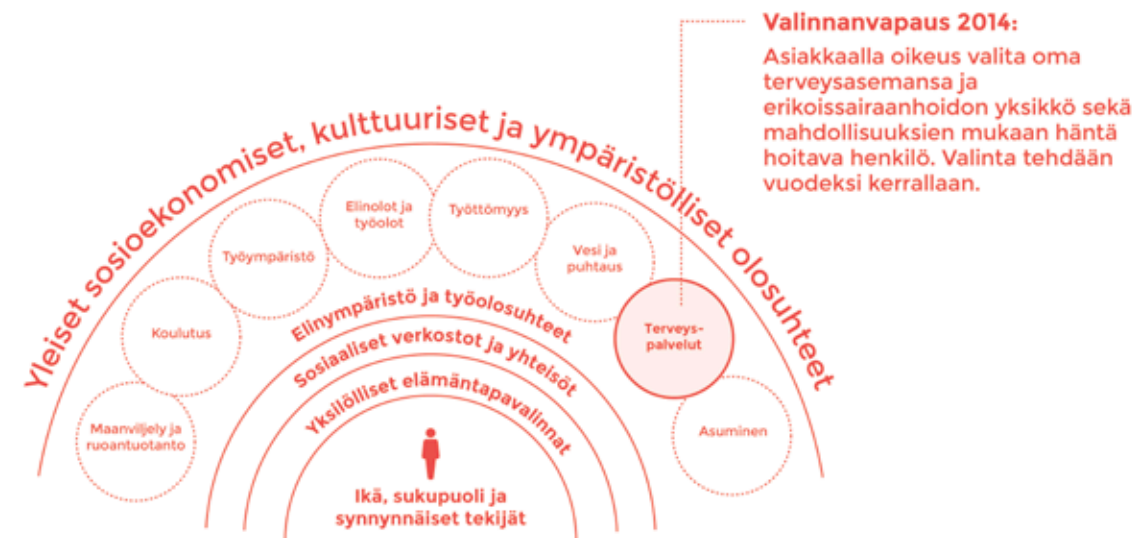 Valinnanvapaus 2014:
Asiakkaalla oikeus valita oma
terveysasemansa ja
erikoissairaanhoidon yksikkö sekä
mahdollisuuksien mukaan häntä
hoitava henkilö. Valinta tehdään
vuodeksi kerrallaan.
Yleiset sosioekonomiset, kulttuuriset ja ympäristölliset olosuhteet
Maanviljely ja
ruoantuotanto
Koulutus
Työympäristö
Elinolot ja
työolot
Työttömyys
Vesi ja
puhtaus
Terveys-
palvelut
Asuminen
Elinympäristö ja työolosuhteet
Sosiaaliset verkostot ja yhteisöt
Yksilölliset elämäntapavalinnat
Ikä, sukupuoli ja
synnynnäiset tekijät